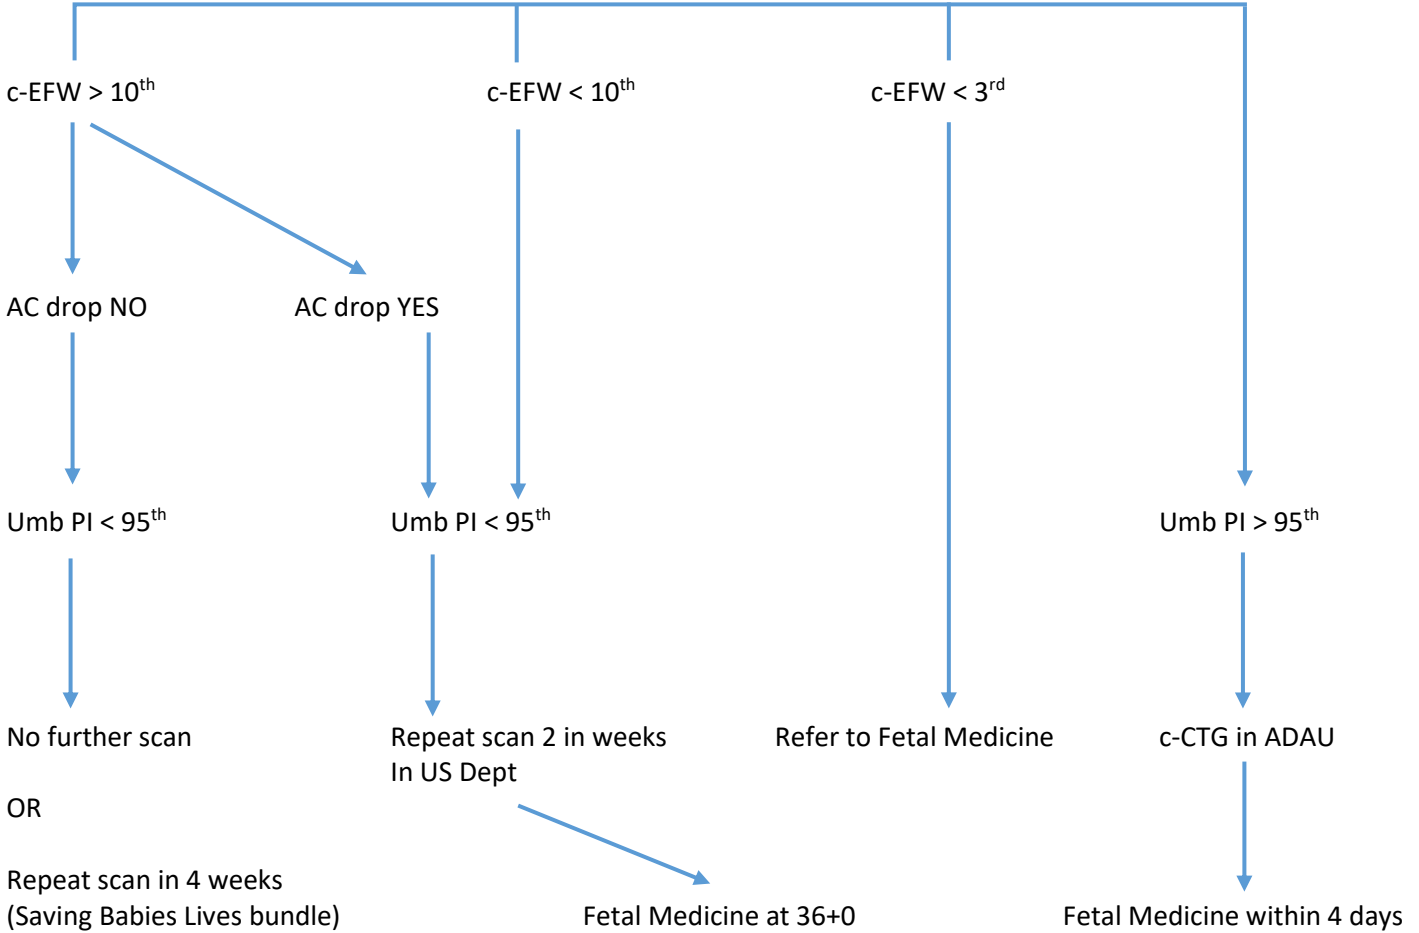 c-EFW > 10th
c-EFW < 10th
c-EFW < 3rd
AC drop NO
AC drop YES
Umb PI < 95th
Umb PI < 95th
Umb PI > 95th
No further scan
Repeat scan 2 in weeks
In US Dept
Refer to Fetal Medicine
c-CTG in ADAU
OR
Repeat scan in 4 weeks
(Saving Babies Lives bundle)
Fetal Medicine at 36+0
Fetal Medicine within 4 days